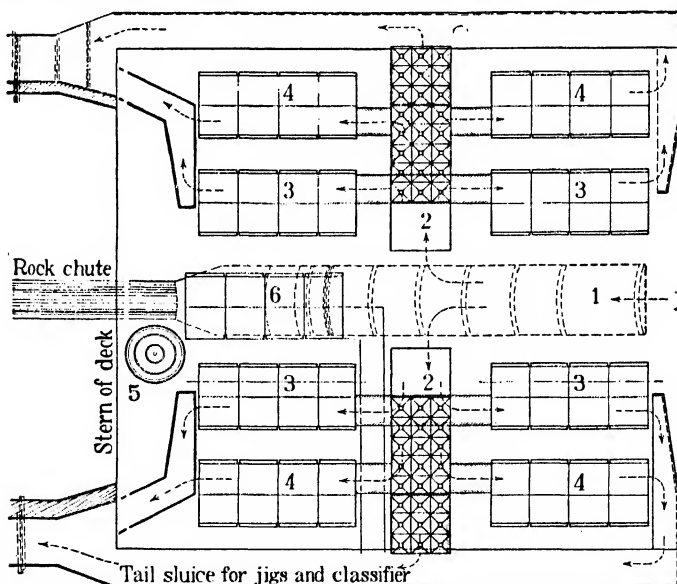 4 4
3 3
2
Rock chute
6 1
5
Stern of deck
3 2 3
4 4
Tail sluice for jigs and classifier